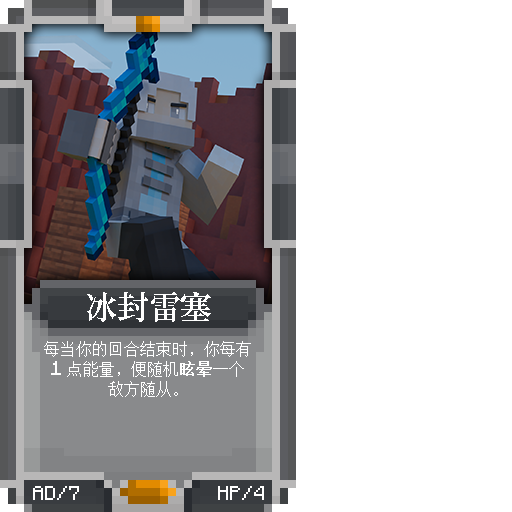 冰封雷塞
每当你的回合结束时，你每有
1 点能量，便随机眩晕一个
敌方随从。
AD/7
HP/4